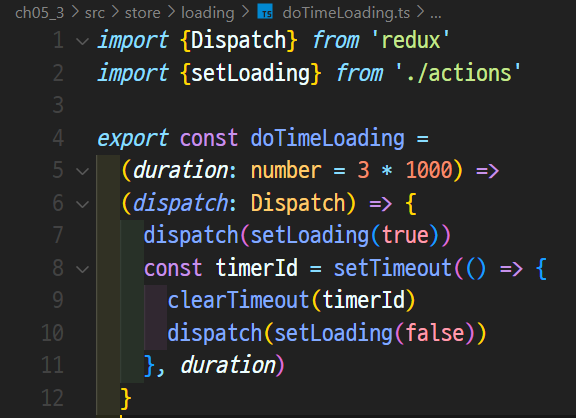 ch05_3 > src > store > loading > TS doTimeLoading.ts > ...
1 import {Dispatch} from 'redux'
2 import {setLoading} from './actions'
3
4 export const doTimeLoading =
5 (duration: number = 3 * 1000) =>
6 (dispatch: Dispatch) => {
7 dispatch(setLoading(true))
8 const timerId = setTimeout(() => {
9 clearTimeout(timerId)
10 dispatch(setLoading(false))
11 }, duration)
12 }